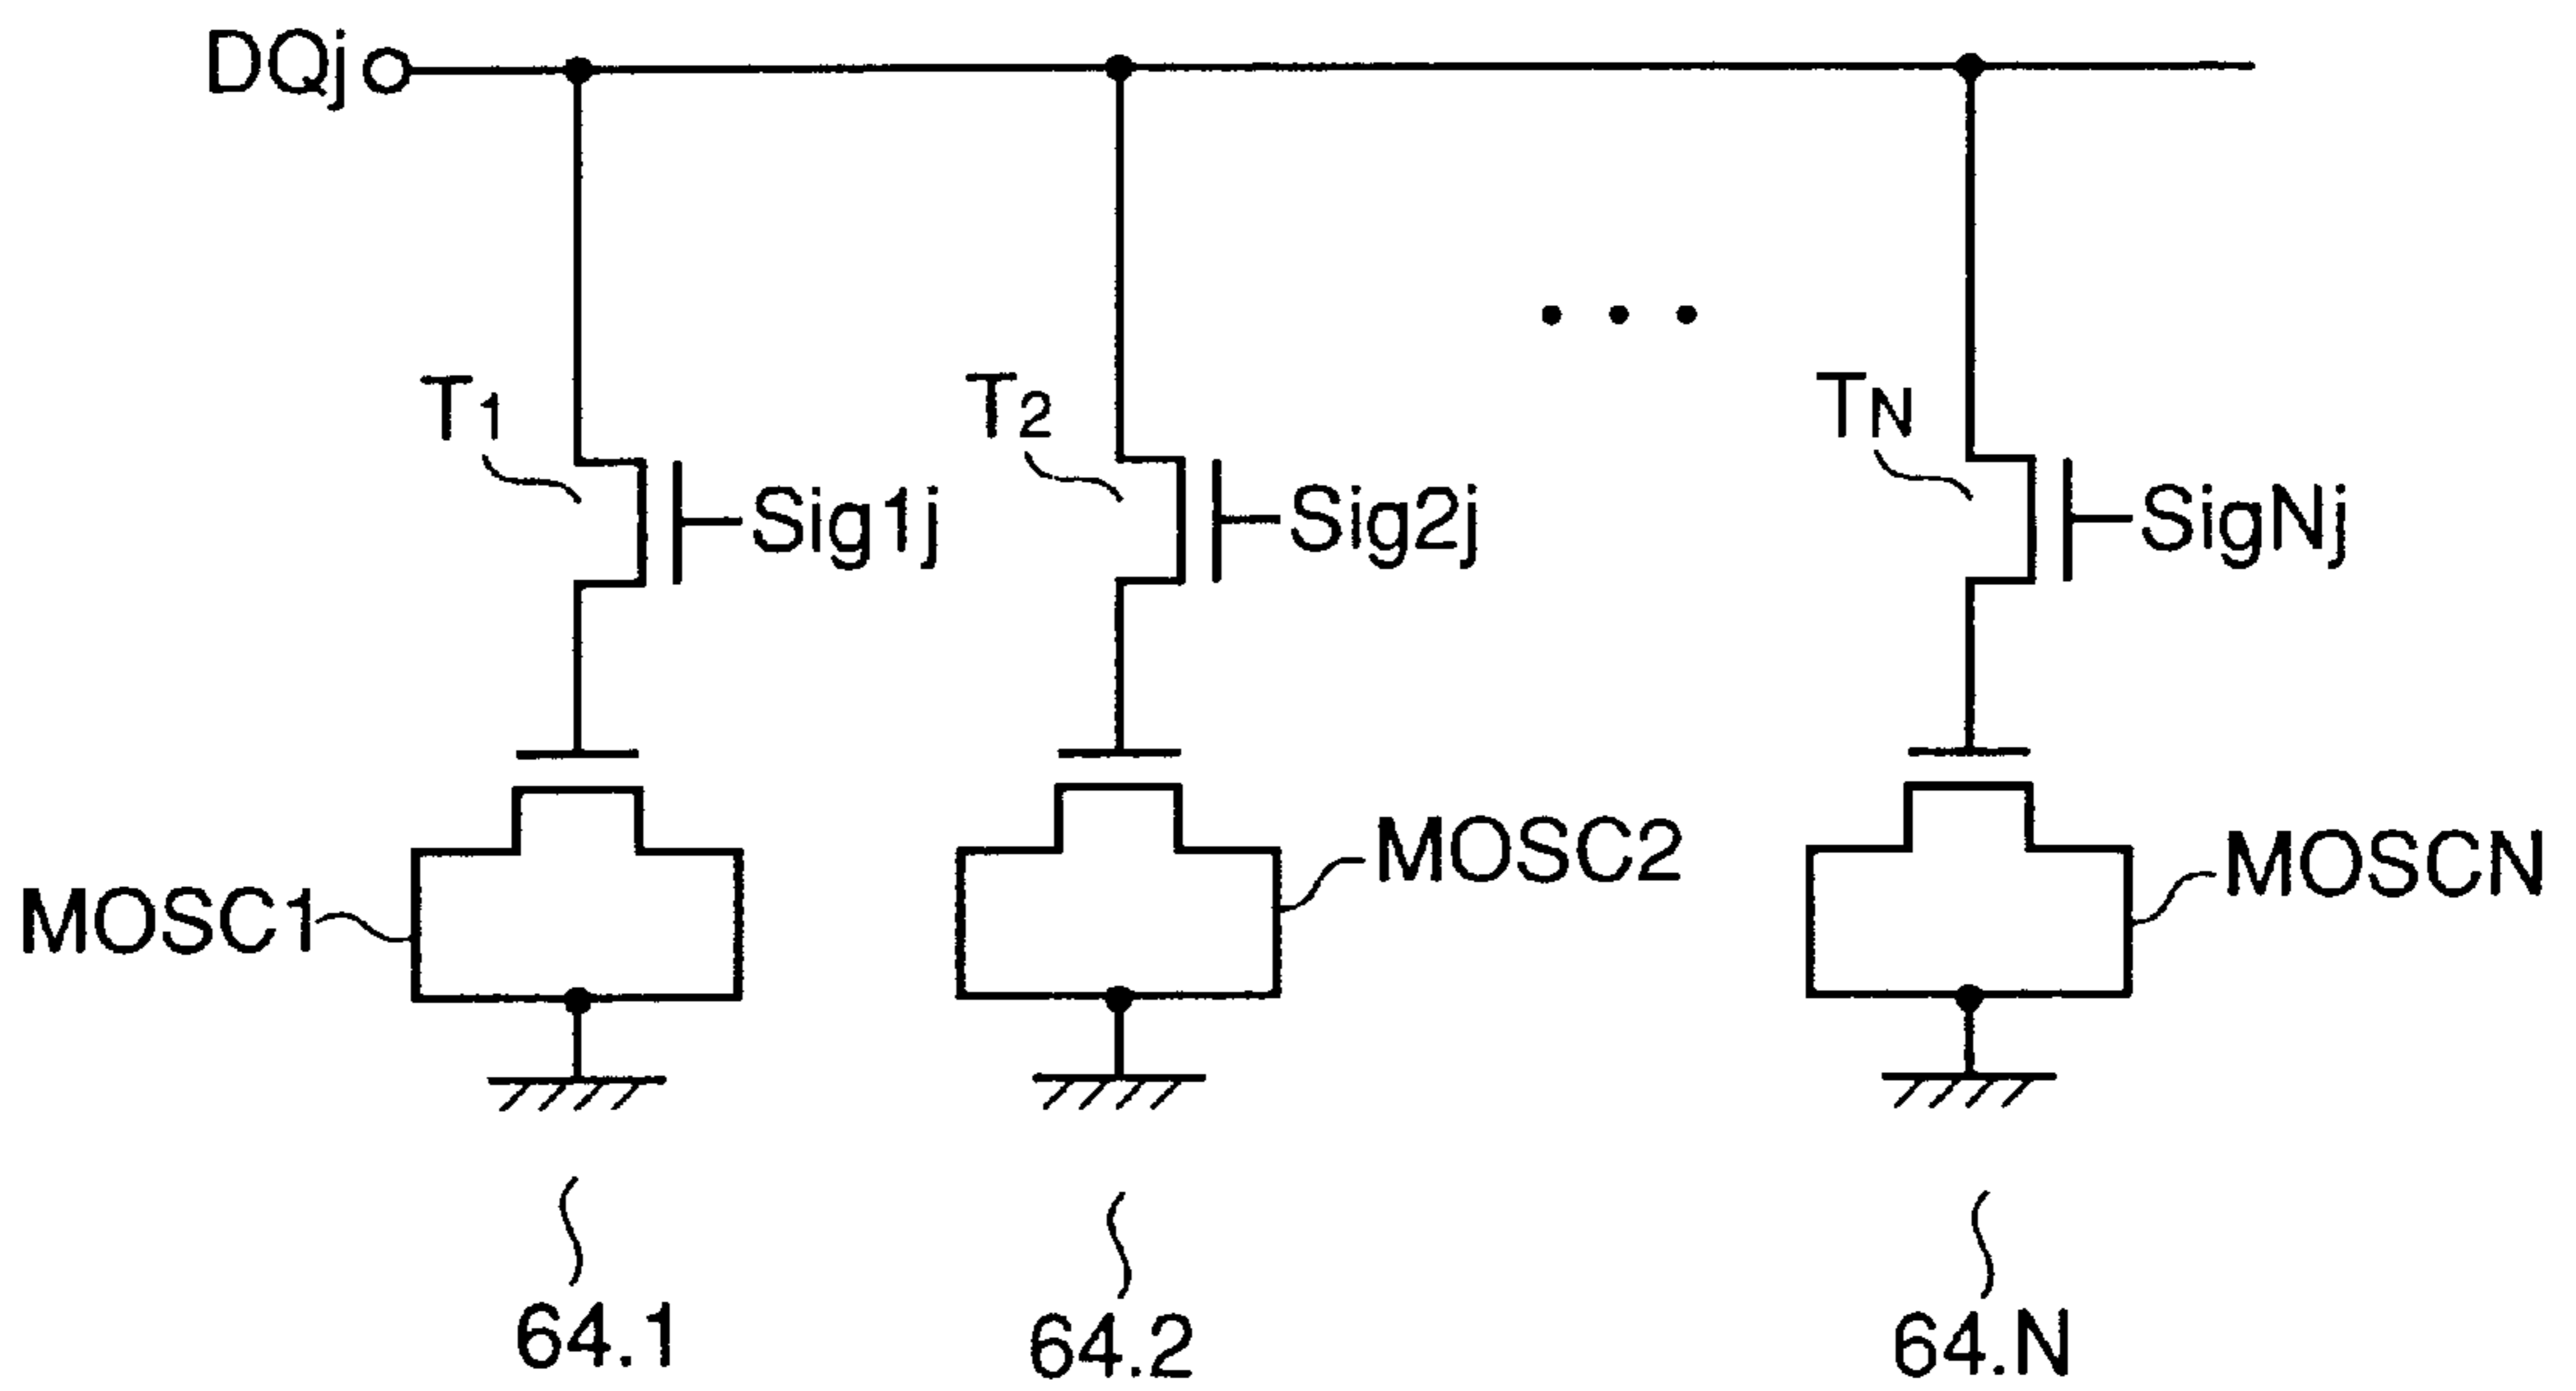 DQj
T1
T2
TN
Sig1j
Sig2j
SigNj
MOSC1
MOSC2
MOSCN
64.1
64.2
64.N